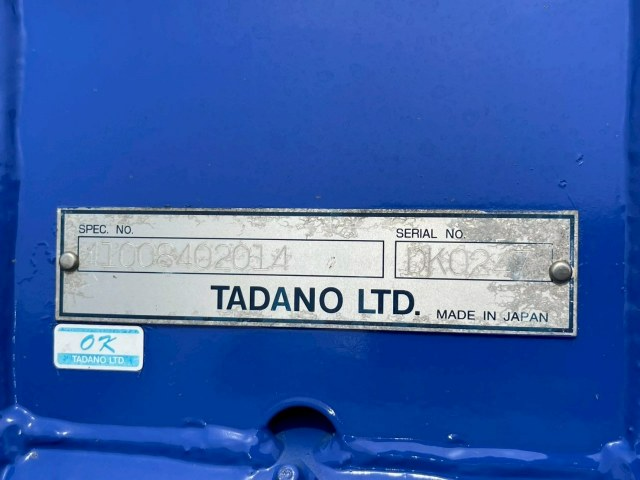 SPEC. NO.
SERIAL NO.
TADANO LTD.
MADE IN JAPAN
OK
TADANO LTD.